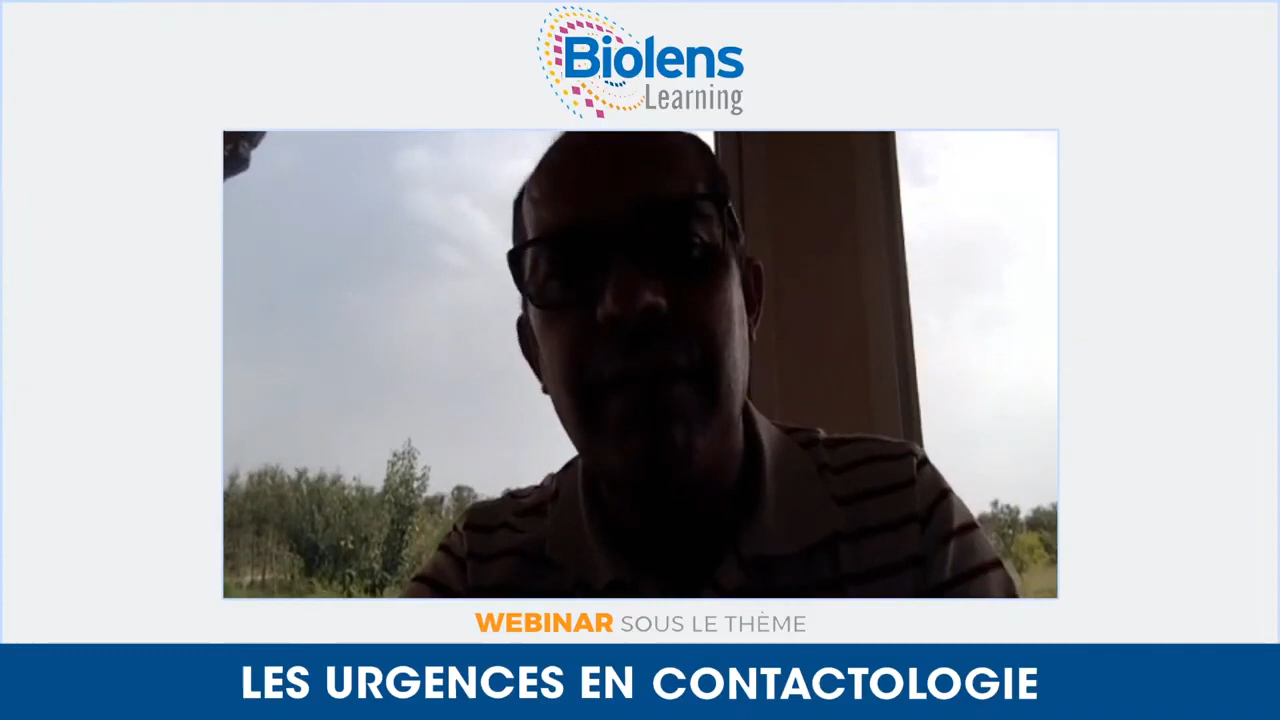 Biolens
Learning
WEBINAR SOUS LE THÈME
LES URGENCES EN CONTACTOLOGIE